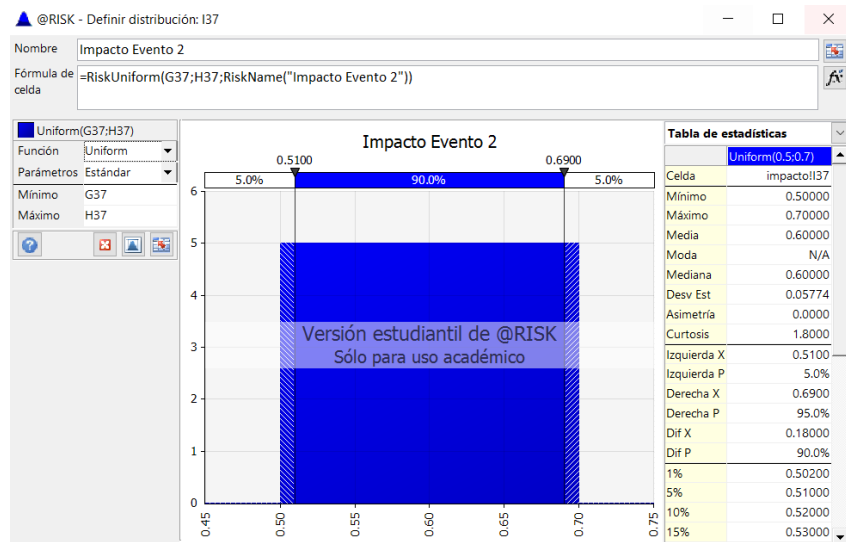 @RISK - Definir distribución: I37
Nombre Impacto Evento 2
Fórmula de celda =RiskUniform(G37;H37;RiskName("Impacto Evento 2"))
Uniform(G37;H37)
Función Uniform
Parámetros Estándar
Mínimo G37
Máximo H37
Impacto Evento 2
0.5100 0.6900
5.0% 90.0% 5.0%
6
5
4
3
2
1
0
0.45 0.50 0.55 0.60 0.65 0.70 0.75
Versión estudiantil de @RISK
Sólo para uso académico
Tabla de estadísticas
Uniform(0.5;0.7)
Celda impacto!I37
Mínimo 0.50000
Máximo 0.70000
Media 0.60000
Moda N/A
Mediana 0.60000
Desv Est 0.05774
Asimetría 0.0000
Curtosis 1.8000
Izquierda X 0.5100
Izquierda P 5.0%
Derecha X 0.6900
Derecha P 95.0%
Dif X 0.18000
Dif P 90.0%
1% 0.50200
5% 0.51000
10% 0.52000
15% 0.53000